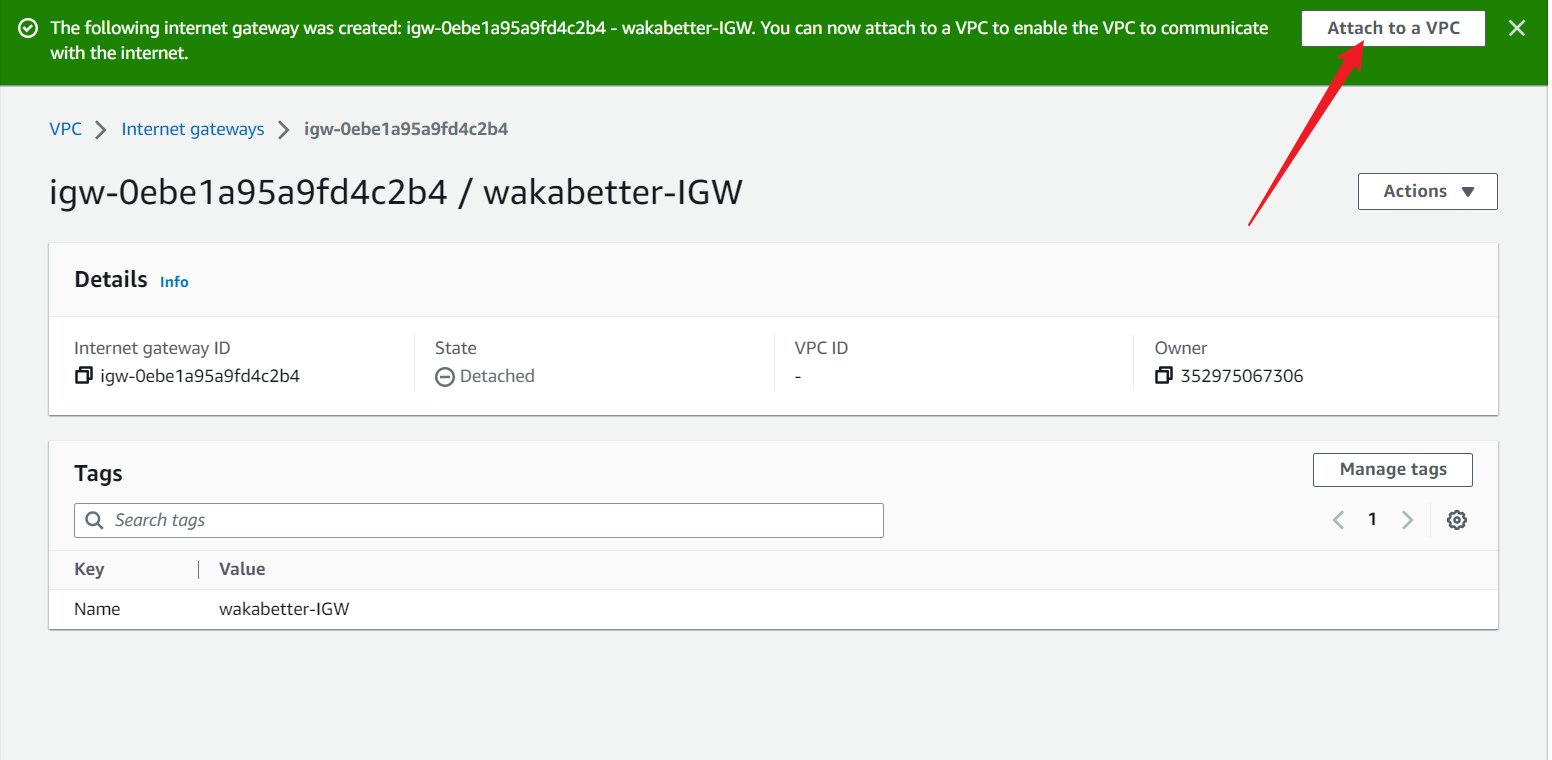 The following internet gateway was created: igw-0ebe1a95a9fd4c2b4 - wakabetter-IGW. You can now attach to a VPC to enable the VPC to communicate
with the internet.
Attach to a VPC
VPC
Internet gateways
igw-0ebe1a95a9fd4c2b4
igw-0ebe1a95a9fd4c2b4 / wakabetter-IGW
Actions
Details Info
Internet gateway ID
igw-0ebe1a95a9fd4c2b4
State
Detached
VPC ID
-
Owner
352975067306
Tags
Manage tags
Search tags
1
Key
Value
Name
wakabetter-IGW